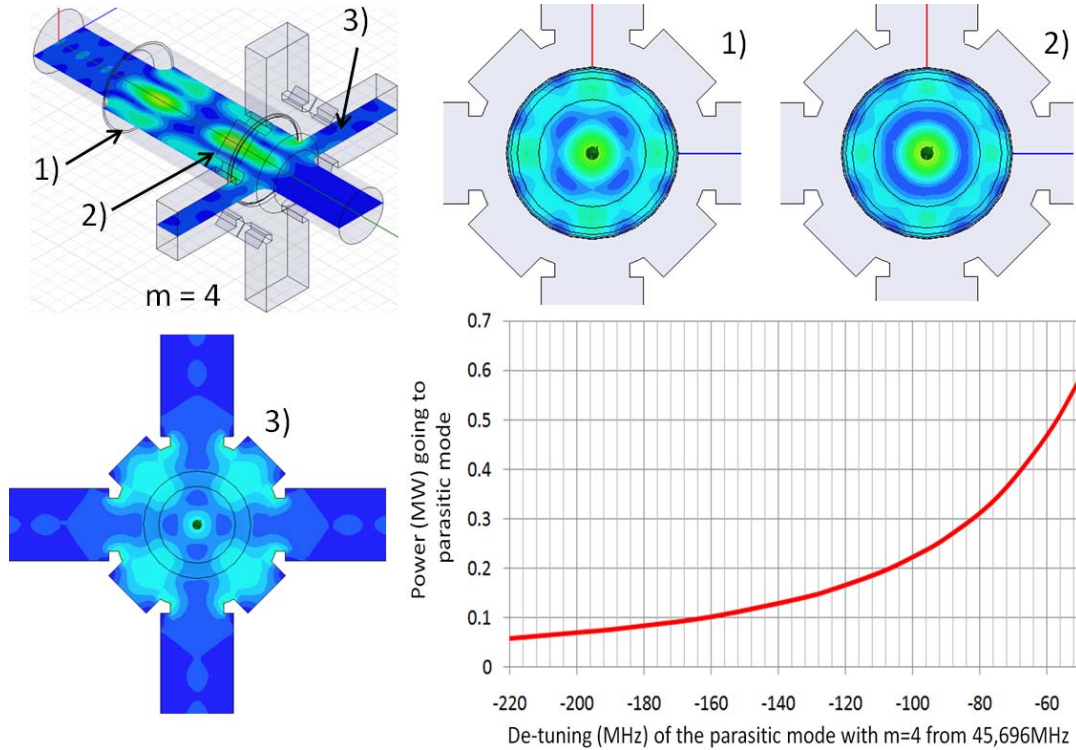 1)
2)
3)
m = 4
1)
2)
3)
Power (MW) going to
parasitic mode
0.7
0.6
0.5
0.4
0.3
0.2
0.1
0
-220 -200 -180 -160 -140 -120 -100 -80 -60
De-tuning (MHz) of the parasitic mode with m=4 from 45,696MHz